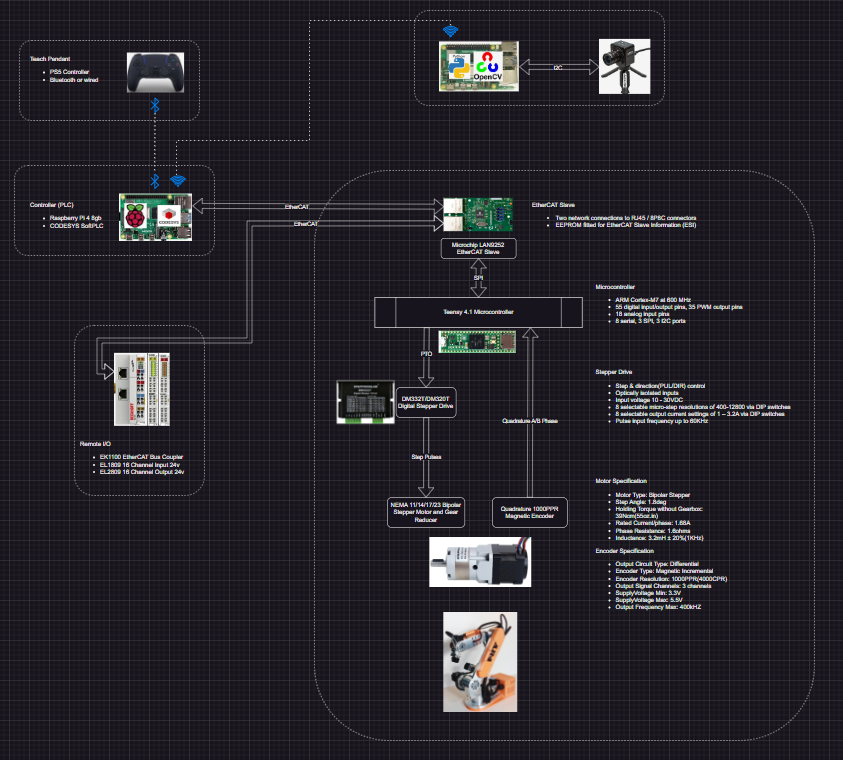 Teach Pendant
PS5 Controller
Bluetooth or wired
python
OpenCV
I2C
Controller (PLC)
Raspberry PI 4 8gb
CODESYS SoftPLC
CODESYS
EtherCAT
EtherCAT
EtherCAT Slave
Two network connections to RJ45 / 8P8C connectors
EEPROM fitted for EtherCAT Slave Information (ESI)
Microchip LAN9252
EtherCAT Slave
SPI
Teensy 4.1 Microcontroller
Microcontroller
ARM Cortex-M7 at 600 MHz
55 digital input/output pins, 35 PWM output pins
18 analog input pins
8 serial, 3 SPI, 3 I2C ports
PTO
DM332T/DM320T
Digital Stepper Drive
Stepper Drive
Step & direction(PUL/DIR) control
Optically isolated inputs
Input voltage 10 - 30VDC
8 selectable micro-step resolutions of 400-12800 via DIP switches
8 selectable output current settings of 1 – 3.2A via DIP switches
Pulse input frequency up to 60KHz
Quadrature A/B Phase
Remote I/O
EK1100 EtherCAT Bus Coupler
EL1809 16 Channel Input 24v
EL2809 16 Channel Output 24v
Step Pulses
NEMA 11/14/17/23 Bipolar
Stepper Motor and Gear
Reducer
Quadrature 1000PPR
Magnetic Encoder
Motor Specification
Motor Type: Bipolar Stepper
Step Angle: 1.8deg
Holding Torque without Gearbox:
39Ncm(55oz.in)
Rated Current/phase: 1.68A
Phase Resistance: 1.6ohms
Inductance: 3.2mH ± 20%(1KHz)
Encoder Specification
Output Circuit Type: Differential
Encoder Type: Magnetic Incremental
Encoder Resolution: 1000PPR(4000CPR)
Output Signal Channels: 3 channels
SupplyVoltage Min: 3.3V
SupplyVoltage Max: 5.5V
Output Frequency Max: 400kHZ
AR4